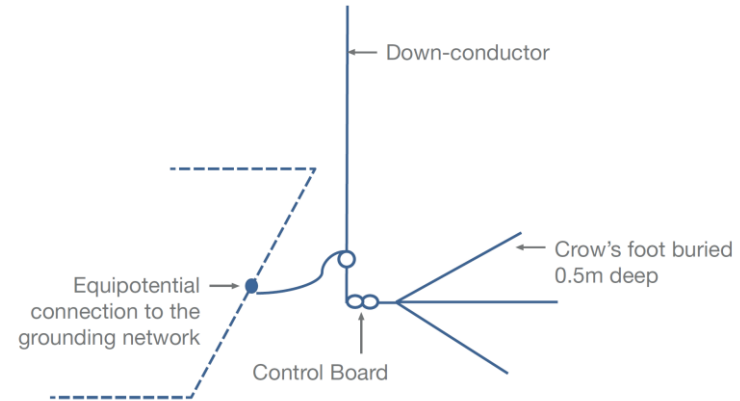 Down-conductor
Crow's foot buried
0.5m deep
Equipotential
connection to the
grounding network
Control Board